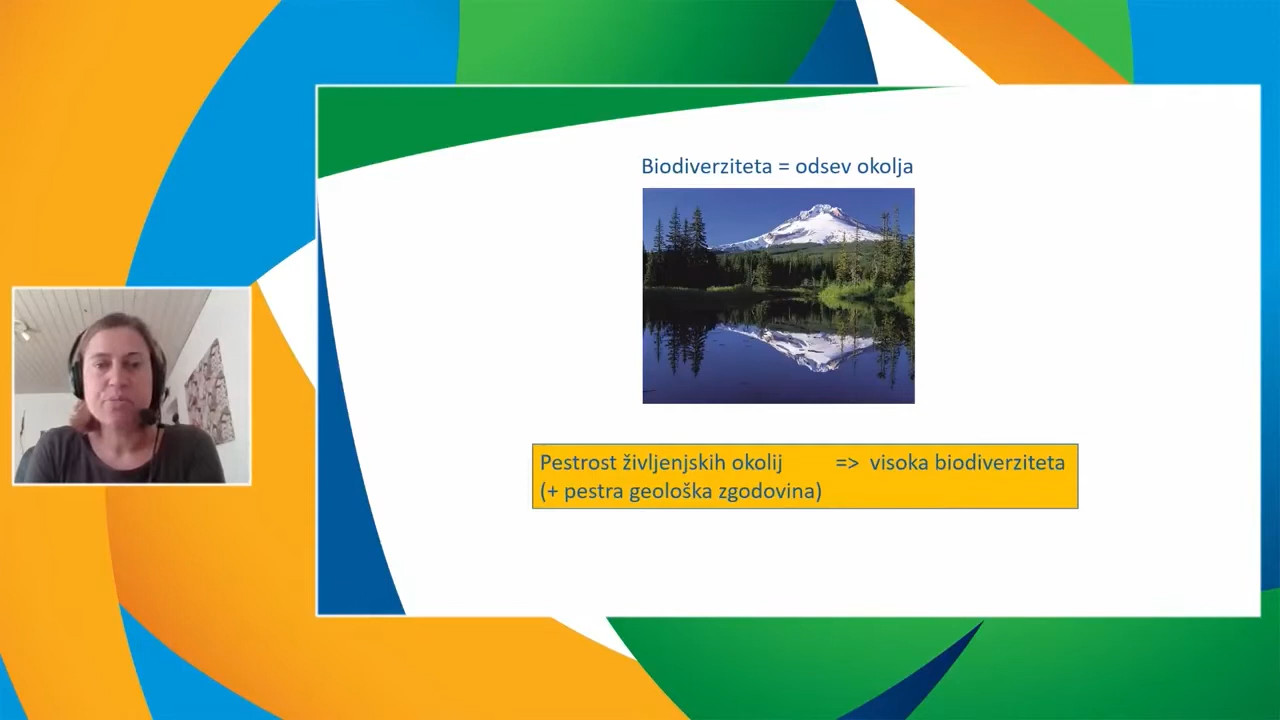 Biodiverziteta = odsev okolja
Pestrost življenjskih okolij => visoka biodiverziteta
(+ pestra geološka zgodovina)